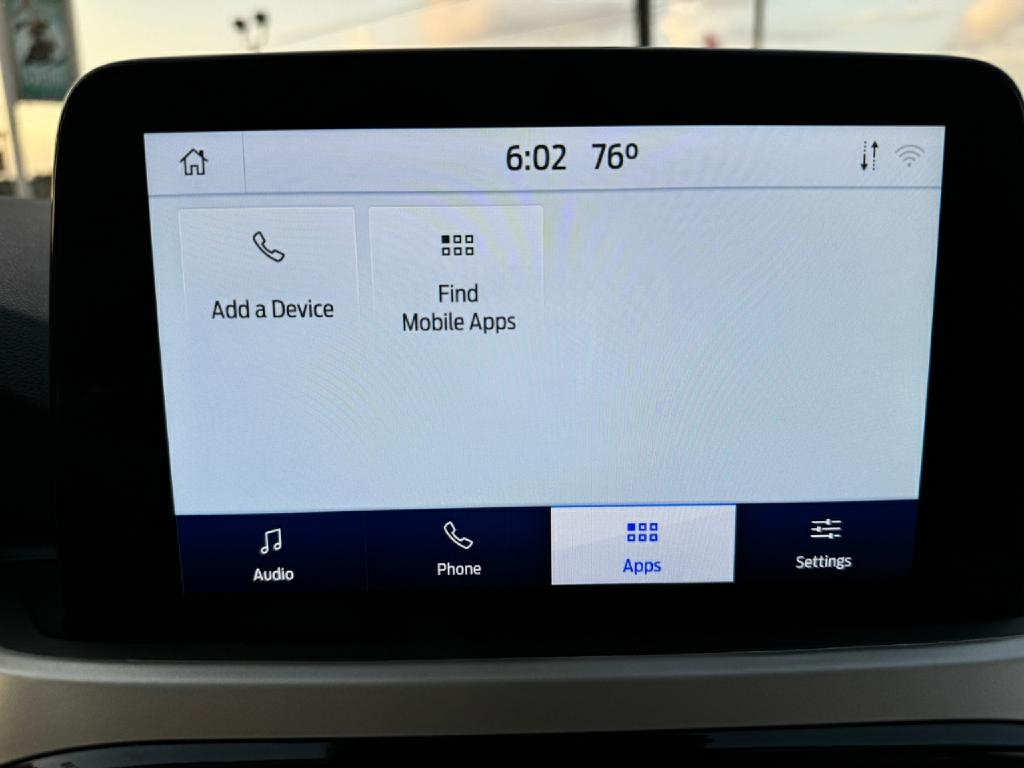 6:02 76º
Add a Device
Find
Mobile Apps
Audio
Phone
Apps
Settings